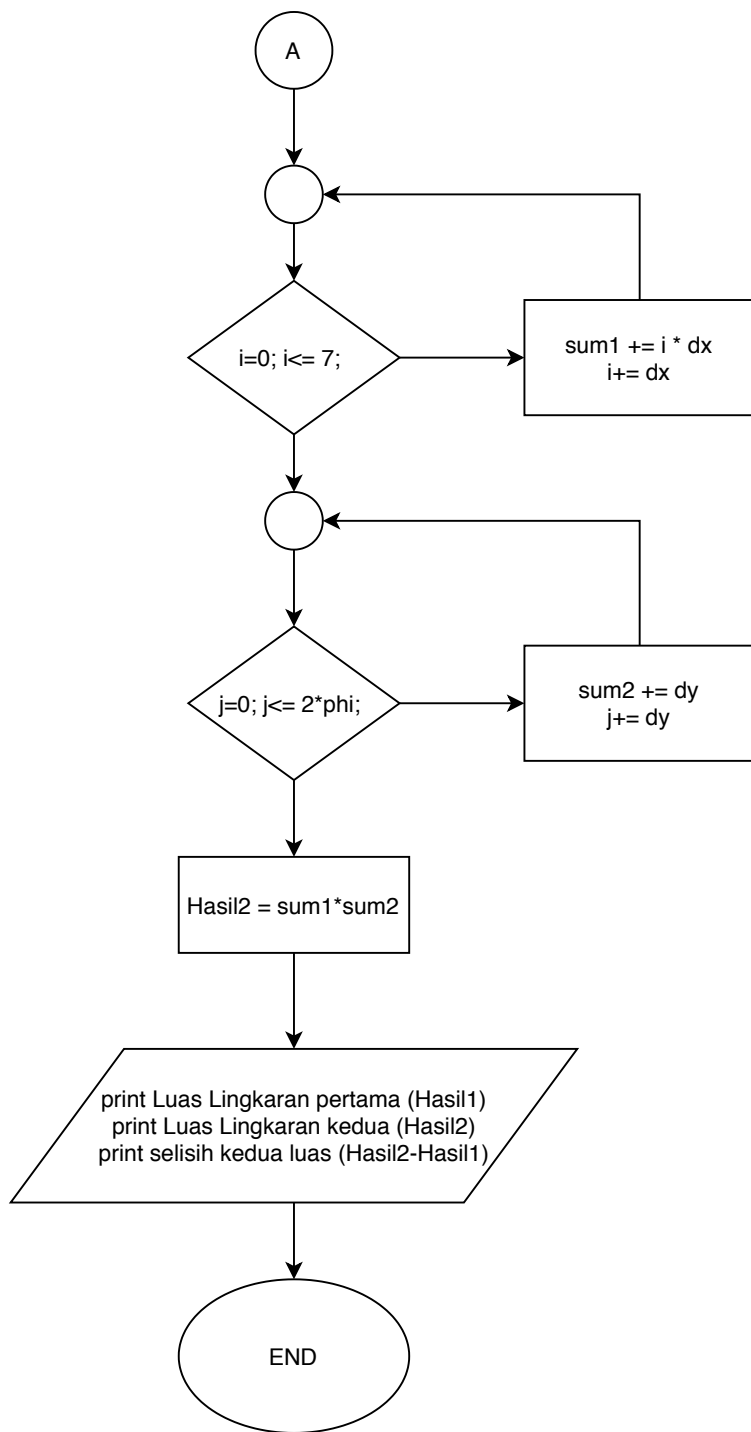 A
i=0; i<= 7;
sum1 += i * dx
i+= dx
j=0; j<= 2*phi;
sum2 += dy
j+= dy
Hasil2 = sum1*sum2
print Luas Lingkaran pertama (Hasil1)
print Luas Lingkaran kedua (Hasil2)
print selisih kedua luas (Hasil2-Hasil1)
END